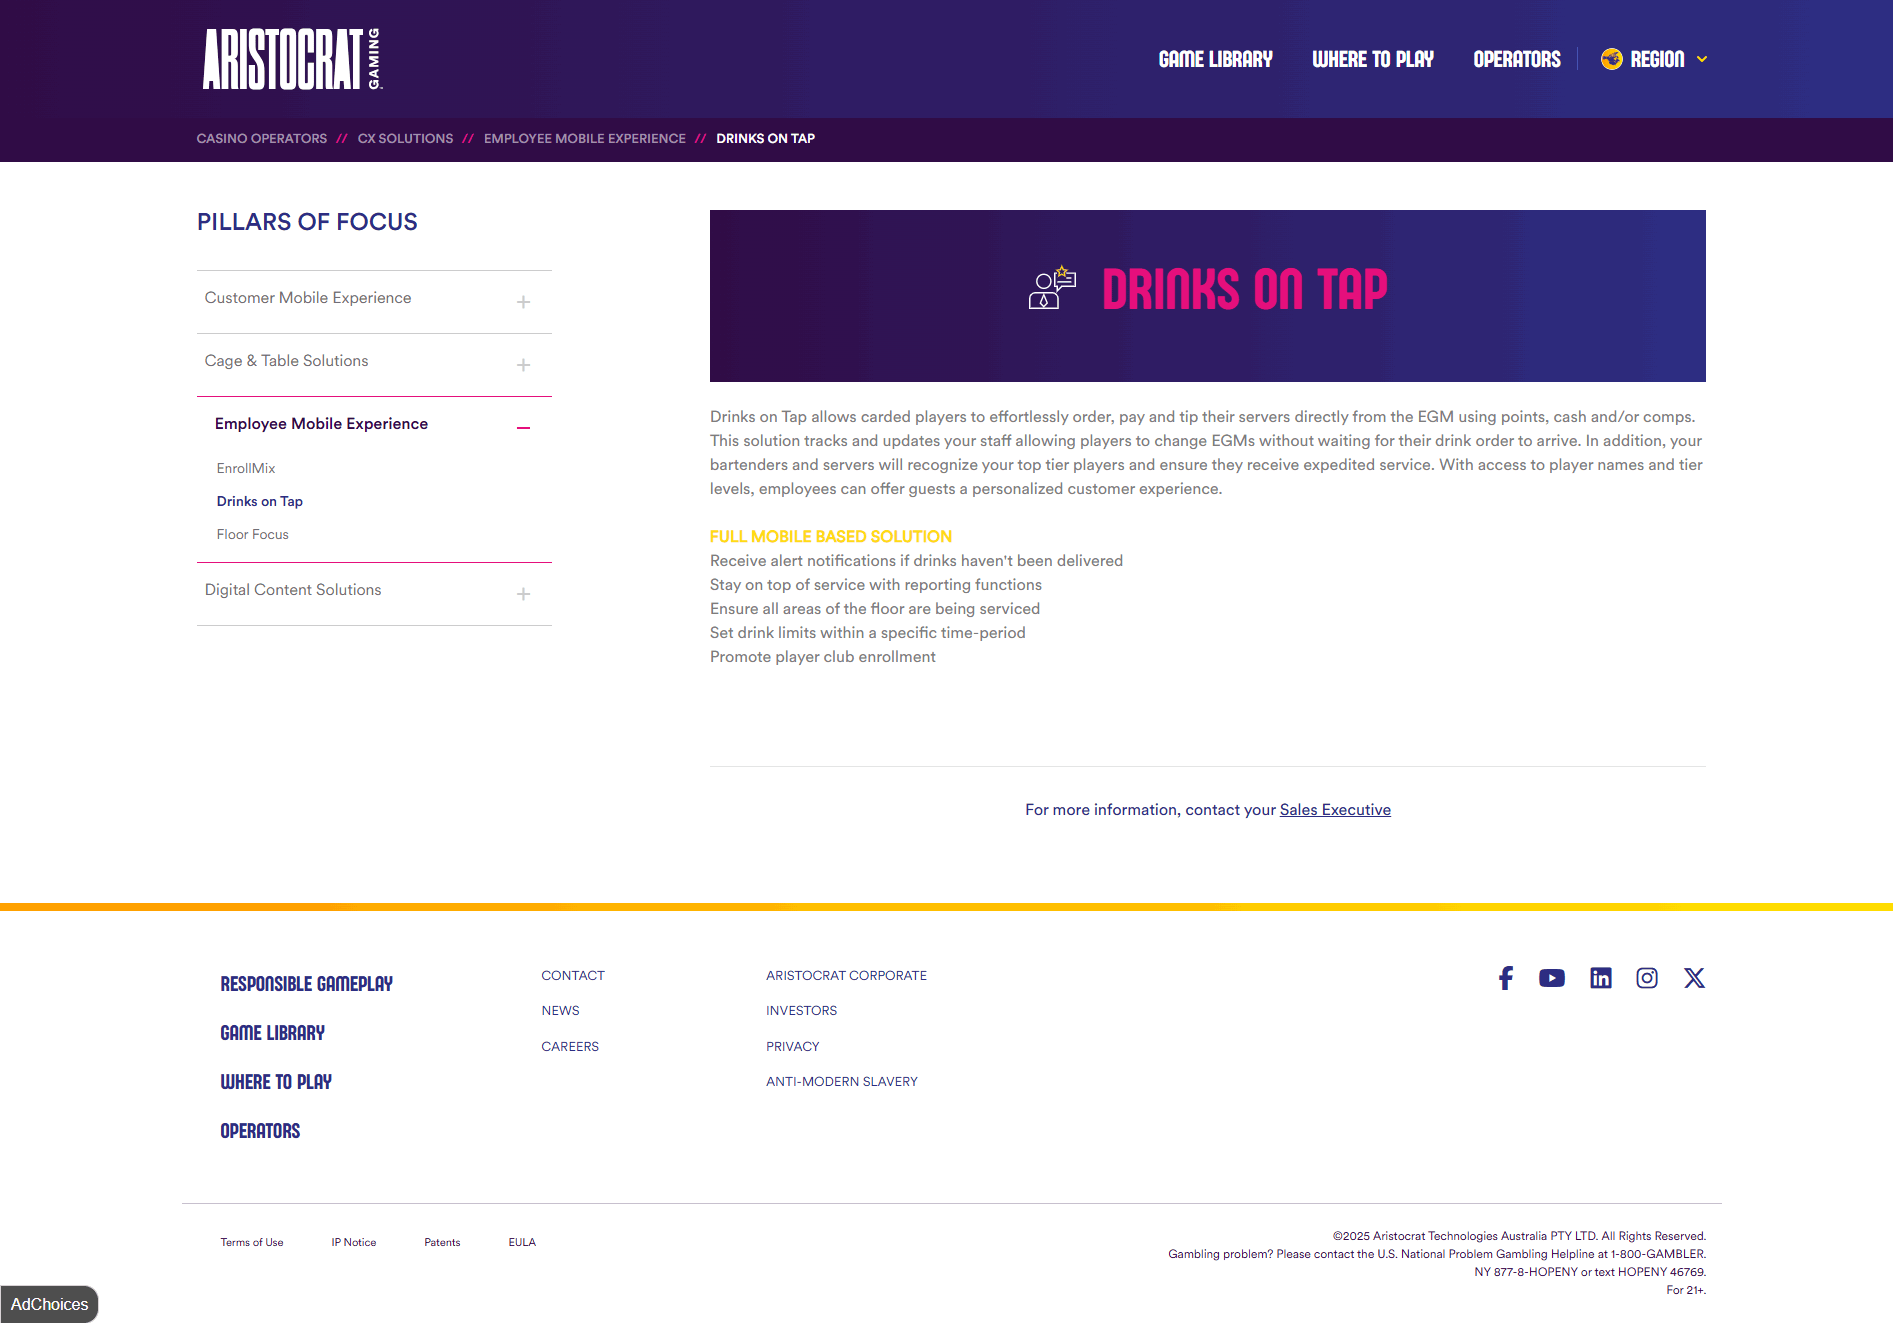 ARISTOCRAT GAMING™
GAME LIBRARY
WHERE TO PLAY
OPERATORS
REGION
CASINO OPERATORS // CX SOLUTIONS // EMPLOYEE MOBILE EXPERIENCE // DRINKS ON TAP
PILLARS OF FOCUS
Customer Mobile Experience
Cage & Table Solutions
Employee Mobile Experience
EnrollMix
Drinks on Tap
Floor Focus
Digital Content Solutions
DRINKS ON TAP
Drinks on Tap allows carded players to effortlessly order, pay and tip their servers directly from the EGM using points, cash and/or comps.
This solution tracks and updates your staff allowing players to change EGMs without waiting for their drink order to arrive. In addition, your
bartenders and servers will recognize your top tier players and ensure they receive expedited service. With access to player names and tier
levels, employees can offer guests a personalized customer experience.
FULL MOBILE BASED SOLUTION
Receive alert notifications if drinks haven't been delivered
Stay on top of service with reporting functions
Ensure all areas of the floor are being serviced
Set drink limits within a specific time-period
Promote player club enrollment
For more information, contact your Sales Executive
RESPONSIBLE GAMEPLAY
GAME LIBRARY
WHERE TO PLAY
OPERATORS
CONTACT
NEWS
CAREERS
ARISTOCRAT CORPORATE
INVESTORS
PRIVACY
ANTI-MODERN SLAVERY
Terms of Use
IP Notice
Patents
EULA
©2025 Aristocrat Technologies Australia PTY LTD. All Rights Reserved.
Gambling problem? Please contact the U.S. National Problem Gambling Helpline at 1-800-GAMBLER.
NY 877-8-HOPENY or text HOPENY 46769.
For 21+.
AdChoices